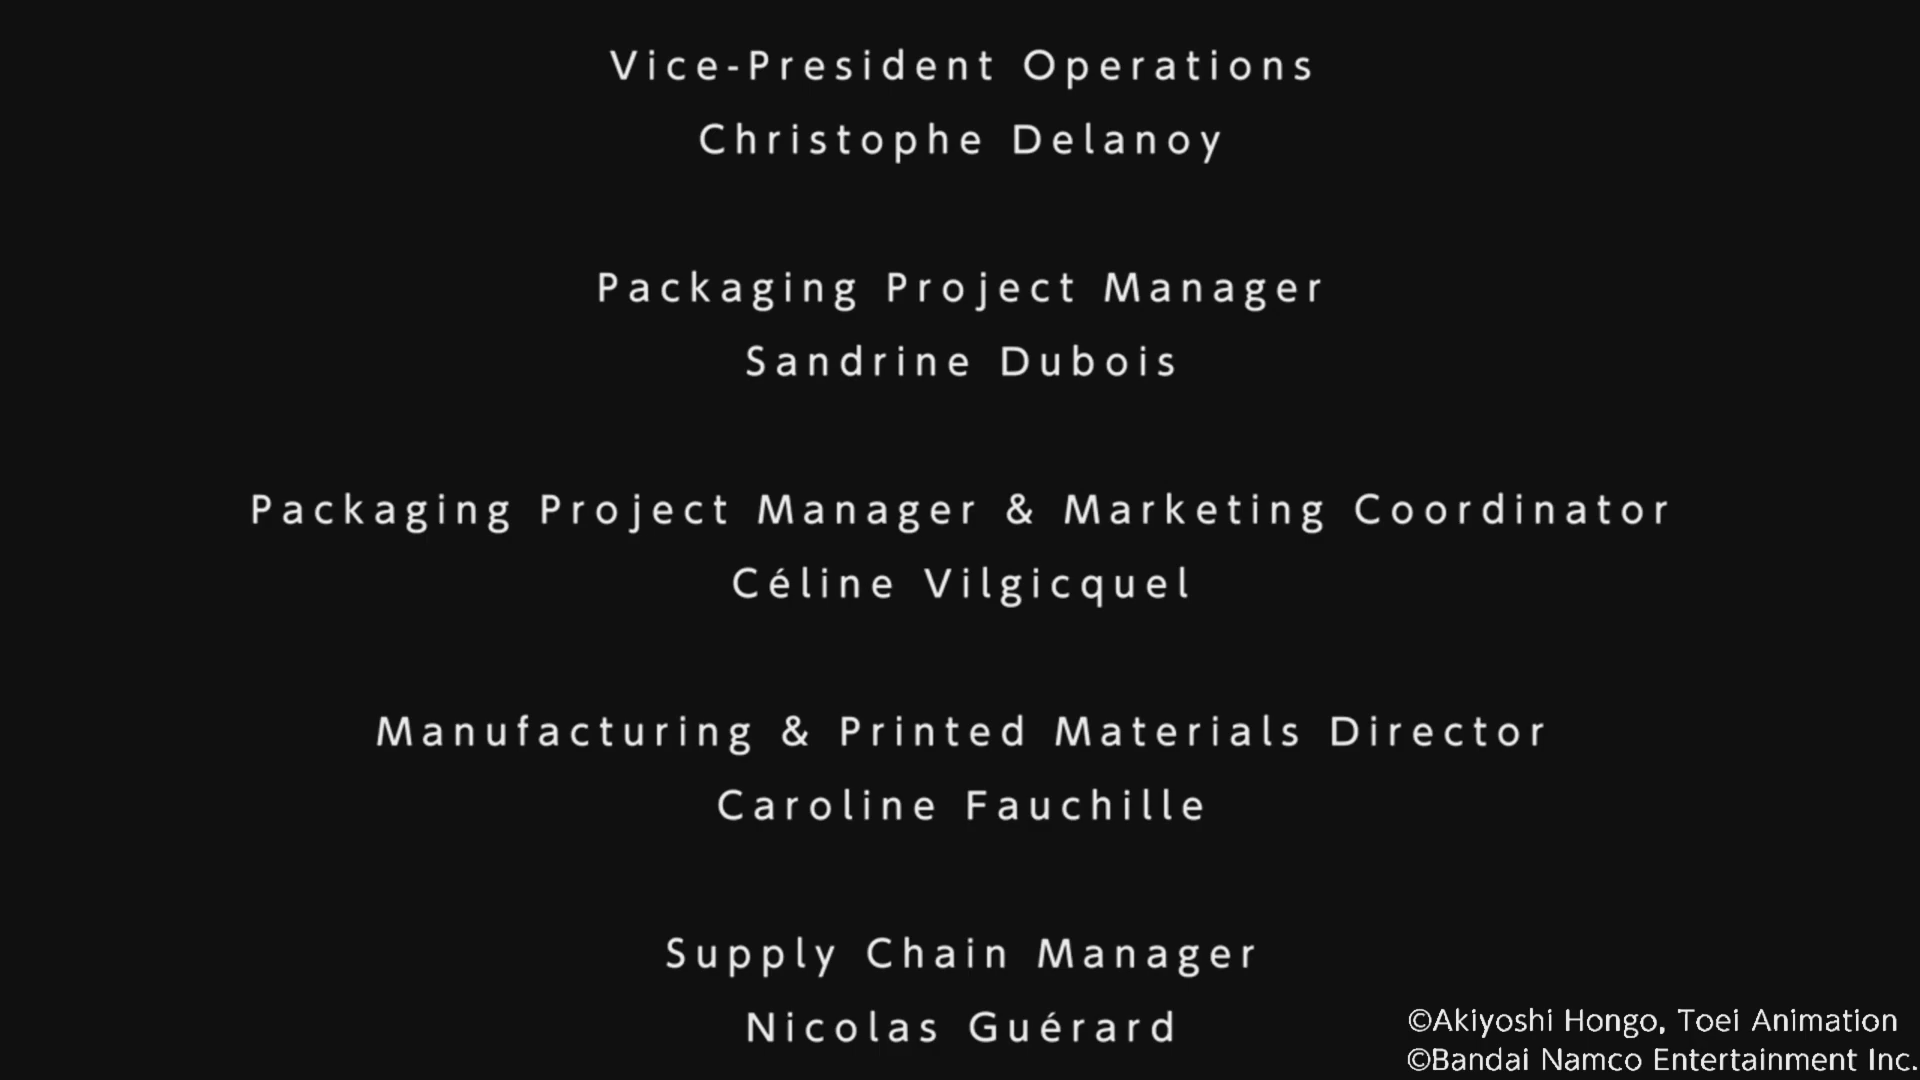 Vice-President Operations
Christophe Delanoy
Packaging Project Manager
Sandrine Dubois
Packaging Project Manager & Marketing Coordinator
Céline Vilgicquel
Manufacturing & Printed Materials Director
Caroline Fauchille
Supply Chain Manager
Nicolas Guérard
©Akiyoshi Hongo, Toei Animation
©Bandai Namco Entertainment Inc.